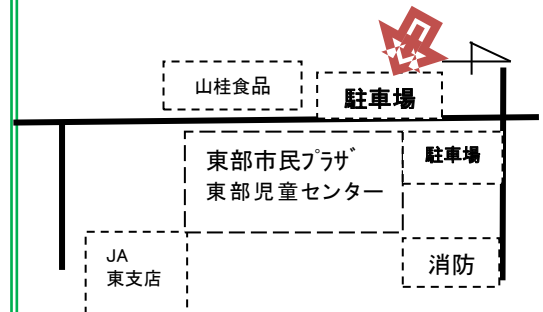 山桂食品
駐車場
東部市民ﾌﾟﾗｻﾞ
東部児童センター
駐車場
JA
東支店
消防